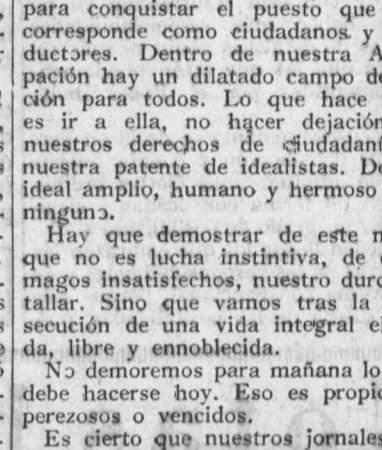 para conquistar el puesto que
corresponde como ciudadanos y
ductores. Dentro de nuestra A
pación hay un dilatado campo de
ción para todos. Lo que hace
es ir a ella, no hacer dejación
nuestros derechos de ciudadaní
nuestra patente de idealistas. De
ideal amplio, humano y hermoso
ninguno.
Hay que demostrar de este m
que no es lucha instintiva, de
magos insatisfechos, nuestro duro
tallar. Sino que vamos tras la
secución de una vida integral el
da, libre y ennoblecida.
No demoremos para mañana lo
debe hacerse hoy. Eso es propio
perezosos o vencidos.
Es cierto que nuestros jornales